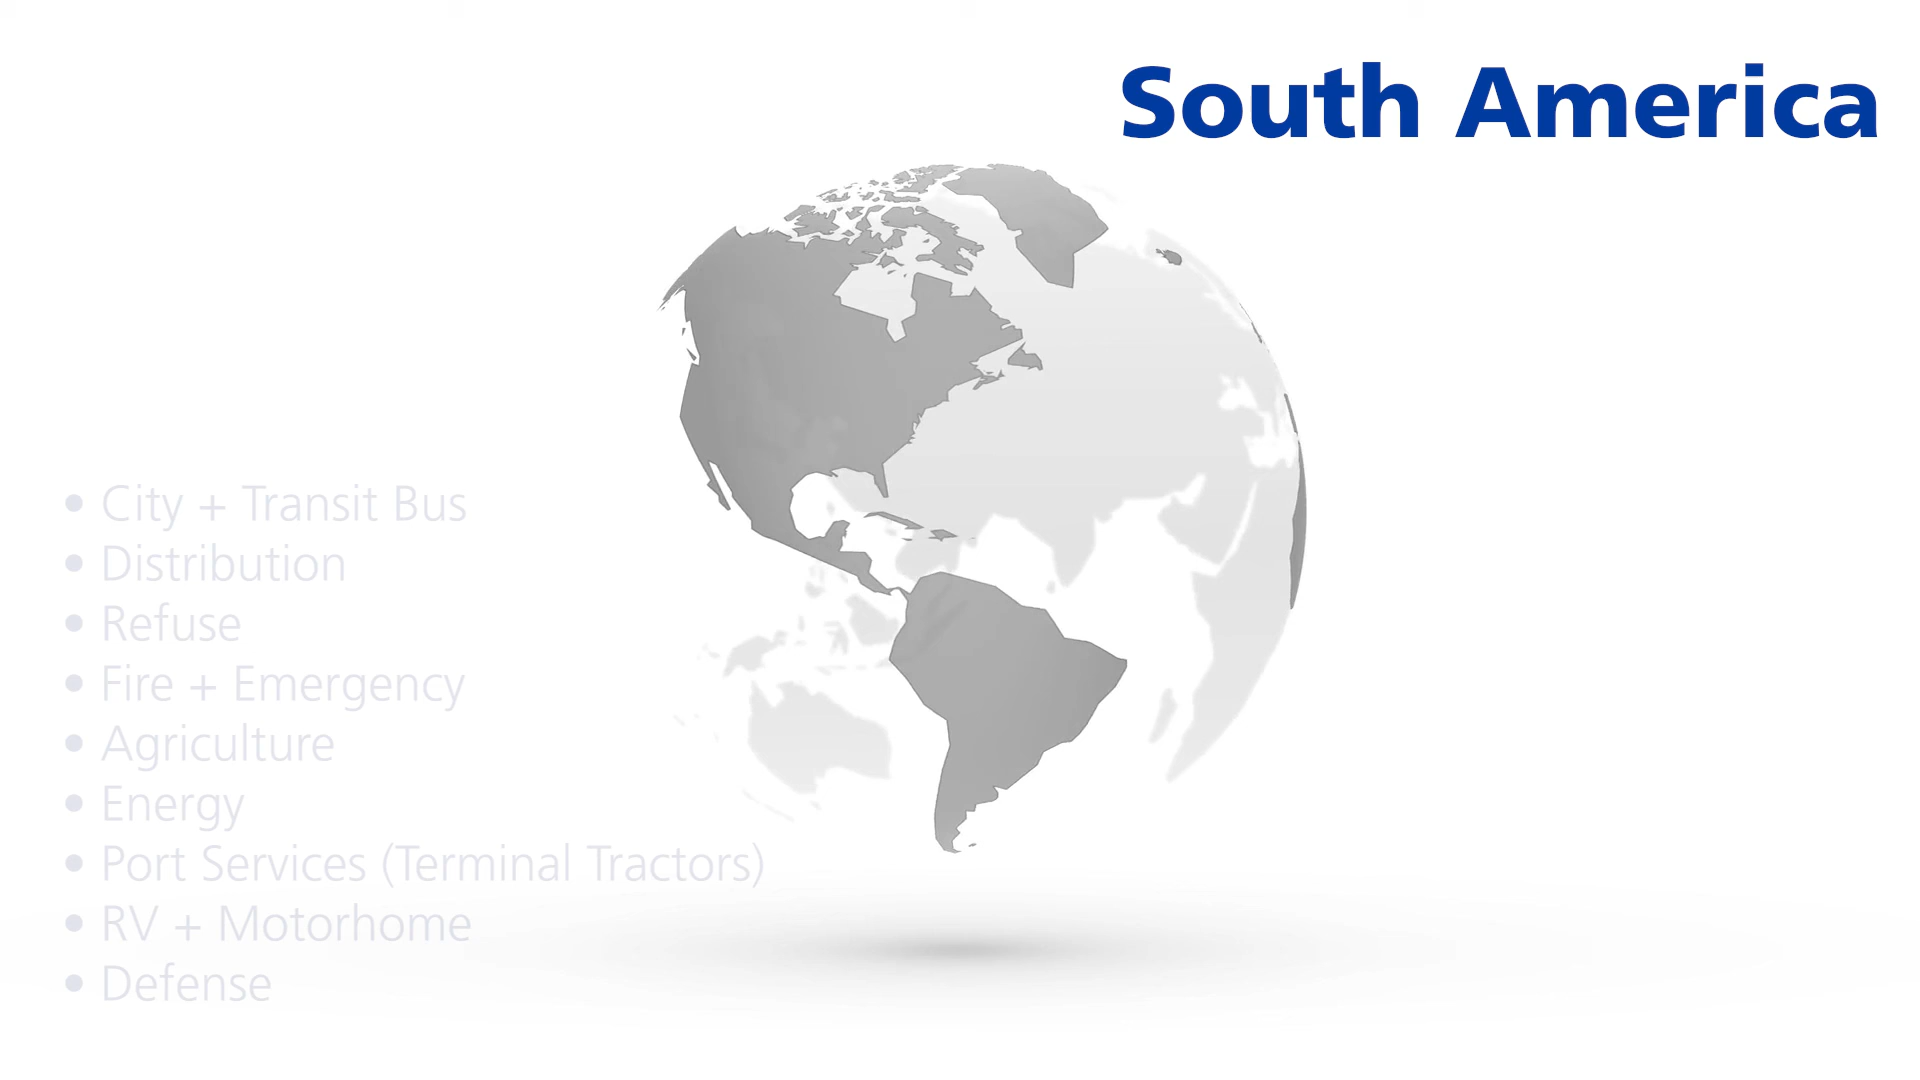 South America
• City + Transit Bus
• Distribution
• Refuse
• Fire + Emergency
• Agriculture
• Energy
• Port Services (Terminal Tractors)
• RV + Motorhome
• Defense